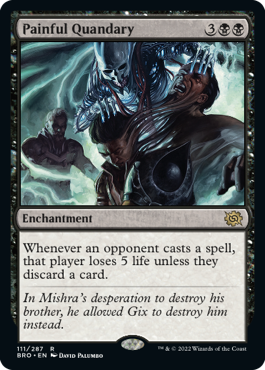 Painful Quandary 3
Enchantment
Whenever an opponent casts a spell,
that player loses 5 life unless they
discard a card.
In Mishra's desperation to destroy his
brother, he allowed Gix to destroy him
instead.
111/287 R
BRO • EN DAVID PALUMBO ™ & © 2022 Wizards of the Coast